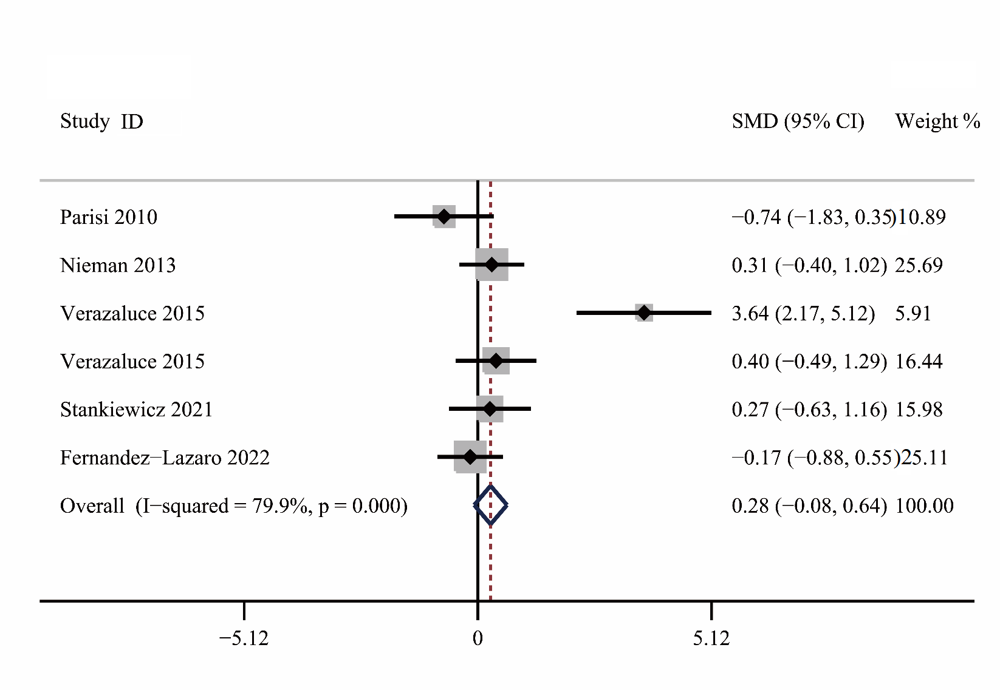 Study ID SMD (95% CI) Weight %
Parisi 2010 −0.74 (−1.83, 0.35)10.89
Nieman 2013 0.31 (−0.40, 1.02) 25.69
Verazaluce 2015 3.64 (2.17, 5.12) 5.91
Verazaluce 2015 0.40 (−0.49, 1.29) 16.44
Stankiewicz 2021 0.27 (−0.63, 1.16) 15.98
Fernandez−Lazaro 2022 −0.17 (−0.88, 0.55)25.11
Overall (I−squared = 79.9%, p = 0.000) 0.28 (−0.08, 0.64) 100.00
−5.12 0 5.12